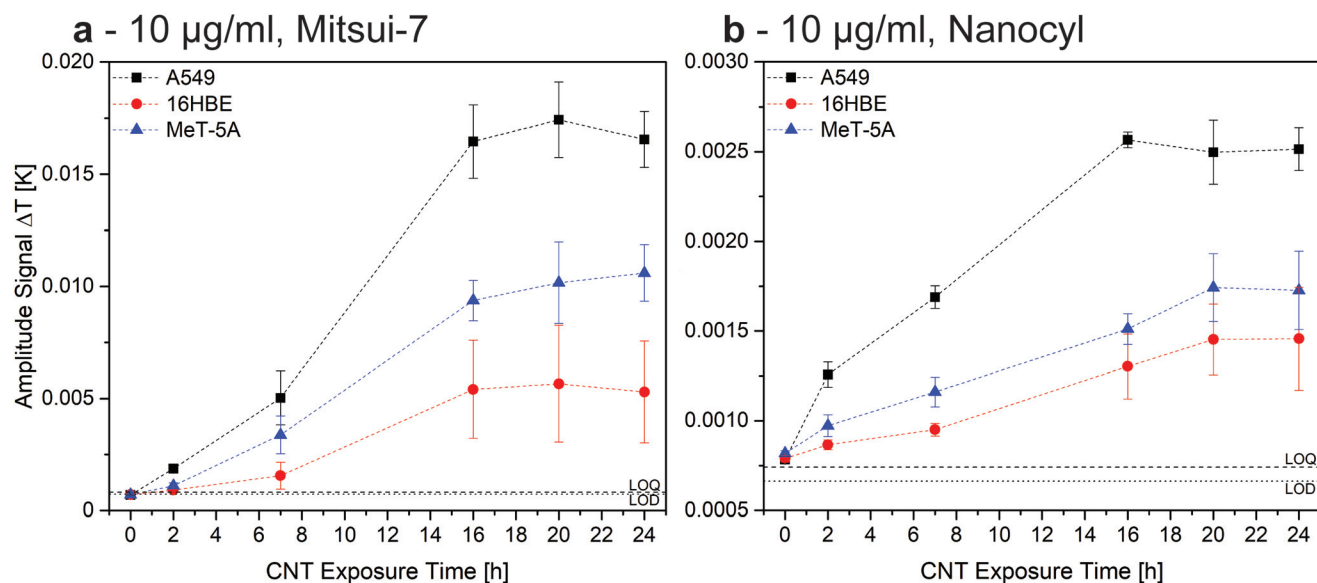 a - 10 µg/ml, Mitsui-7
Amplitude Signal ΔT [K]
0.020
0.015
0.010
0.005
0
A549
16HBE
MeT-5A
LOQ
LOD
0 2 4 6 8 10 12 14 16 18 20 22 24
CNT Exposure Time [h]
b - 10 µg/ml, Nanocyl
0.0030
0.0025
0.0020
0.0015
0.0010
0.0005
A549
16HBE
MeT-5A
LOQ
LOD
0 2 4 6 8 10 12 14 16 18 20 22 24
CNT Exposure Time [h]